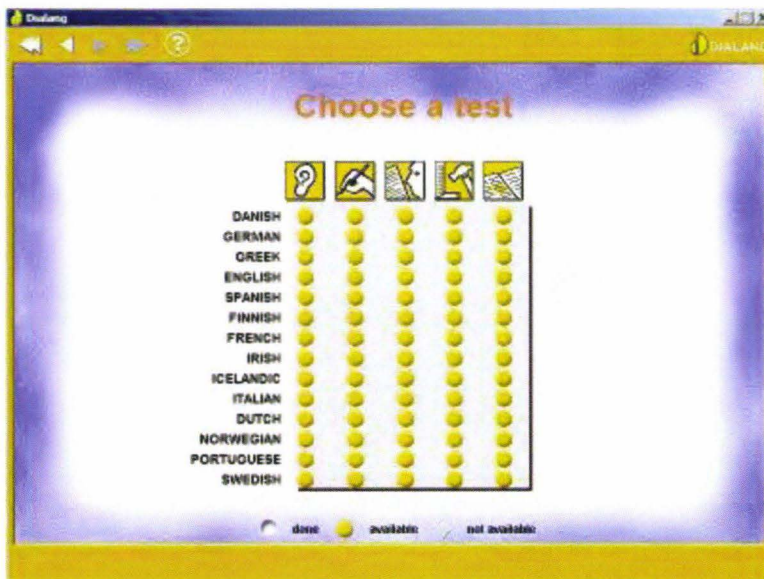 Dialang
?
DIALANG
Choose a test
DANISH
GERMAN
GREEK
ENGLISH
SPANISH
FINNISH
FRENCH
IRISH
ICELANDIC
ITALIAN
DUTCH
NORWEGIAN
PORTUGUESE
SWEDISH
done available not available